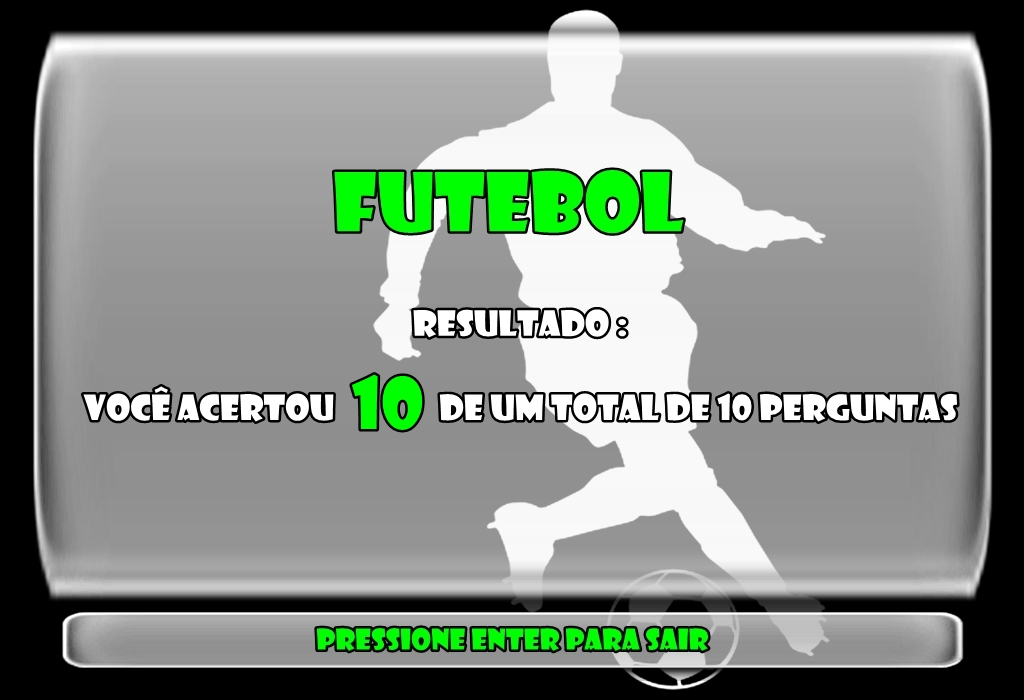 FUTEBOL
RESULTADO :
VOCÊ ACERTOU 10 DE UM TOTAL DE 10 PERGUNTAS
PRESSIONE ENTER PARA SAIR